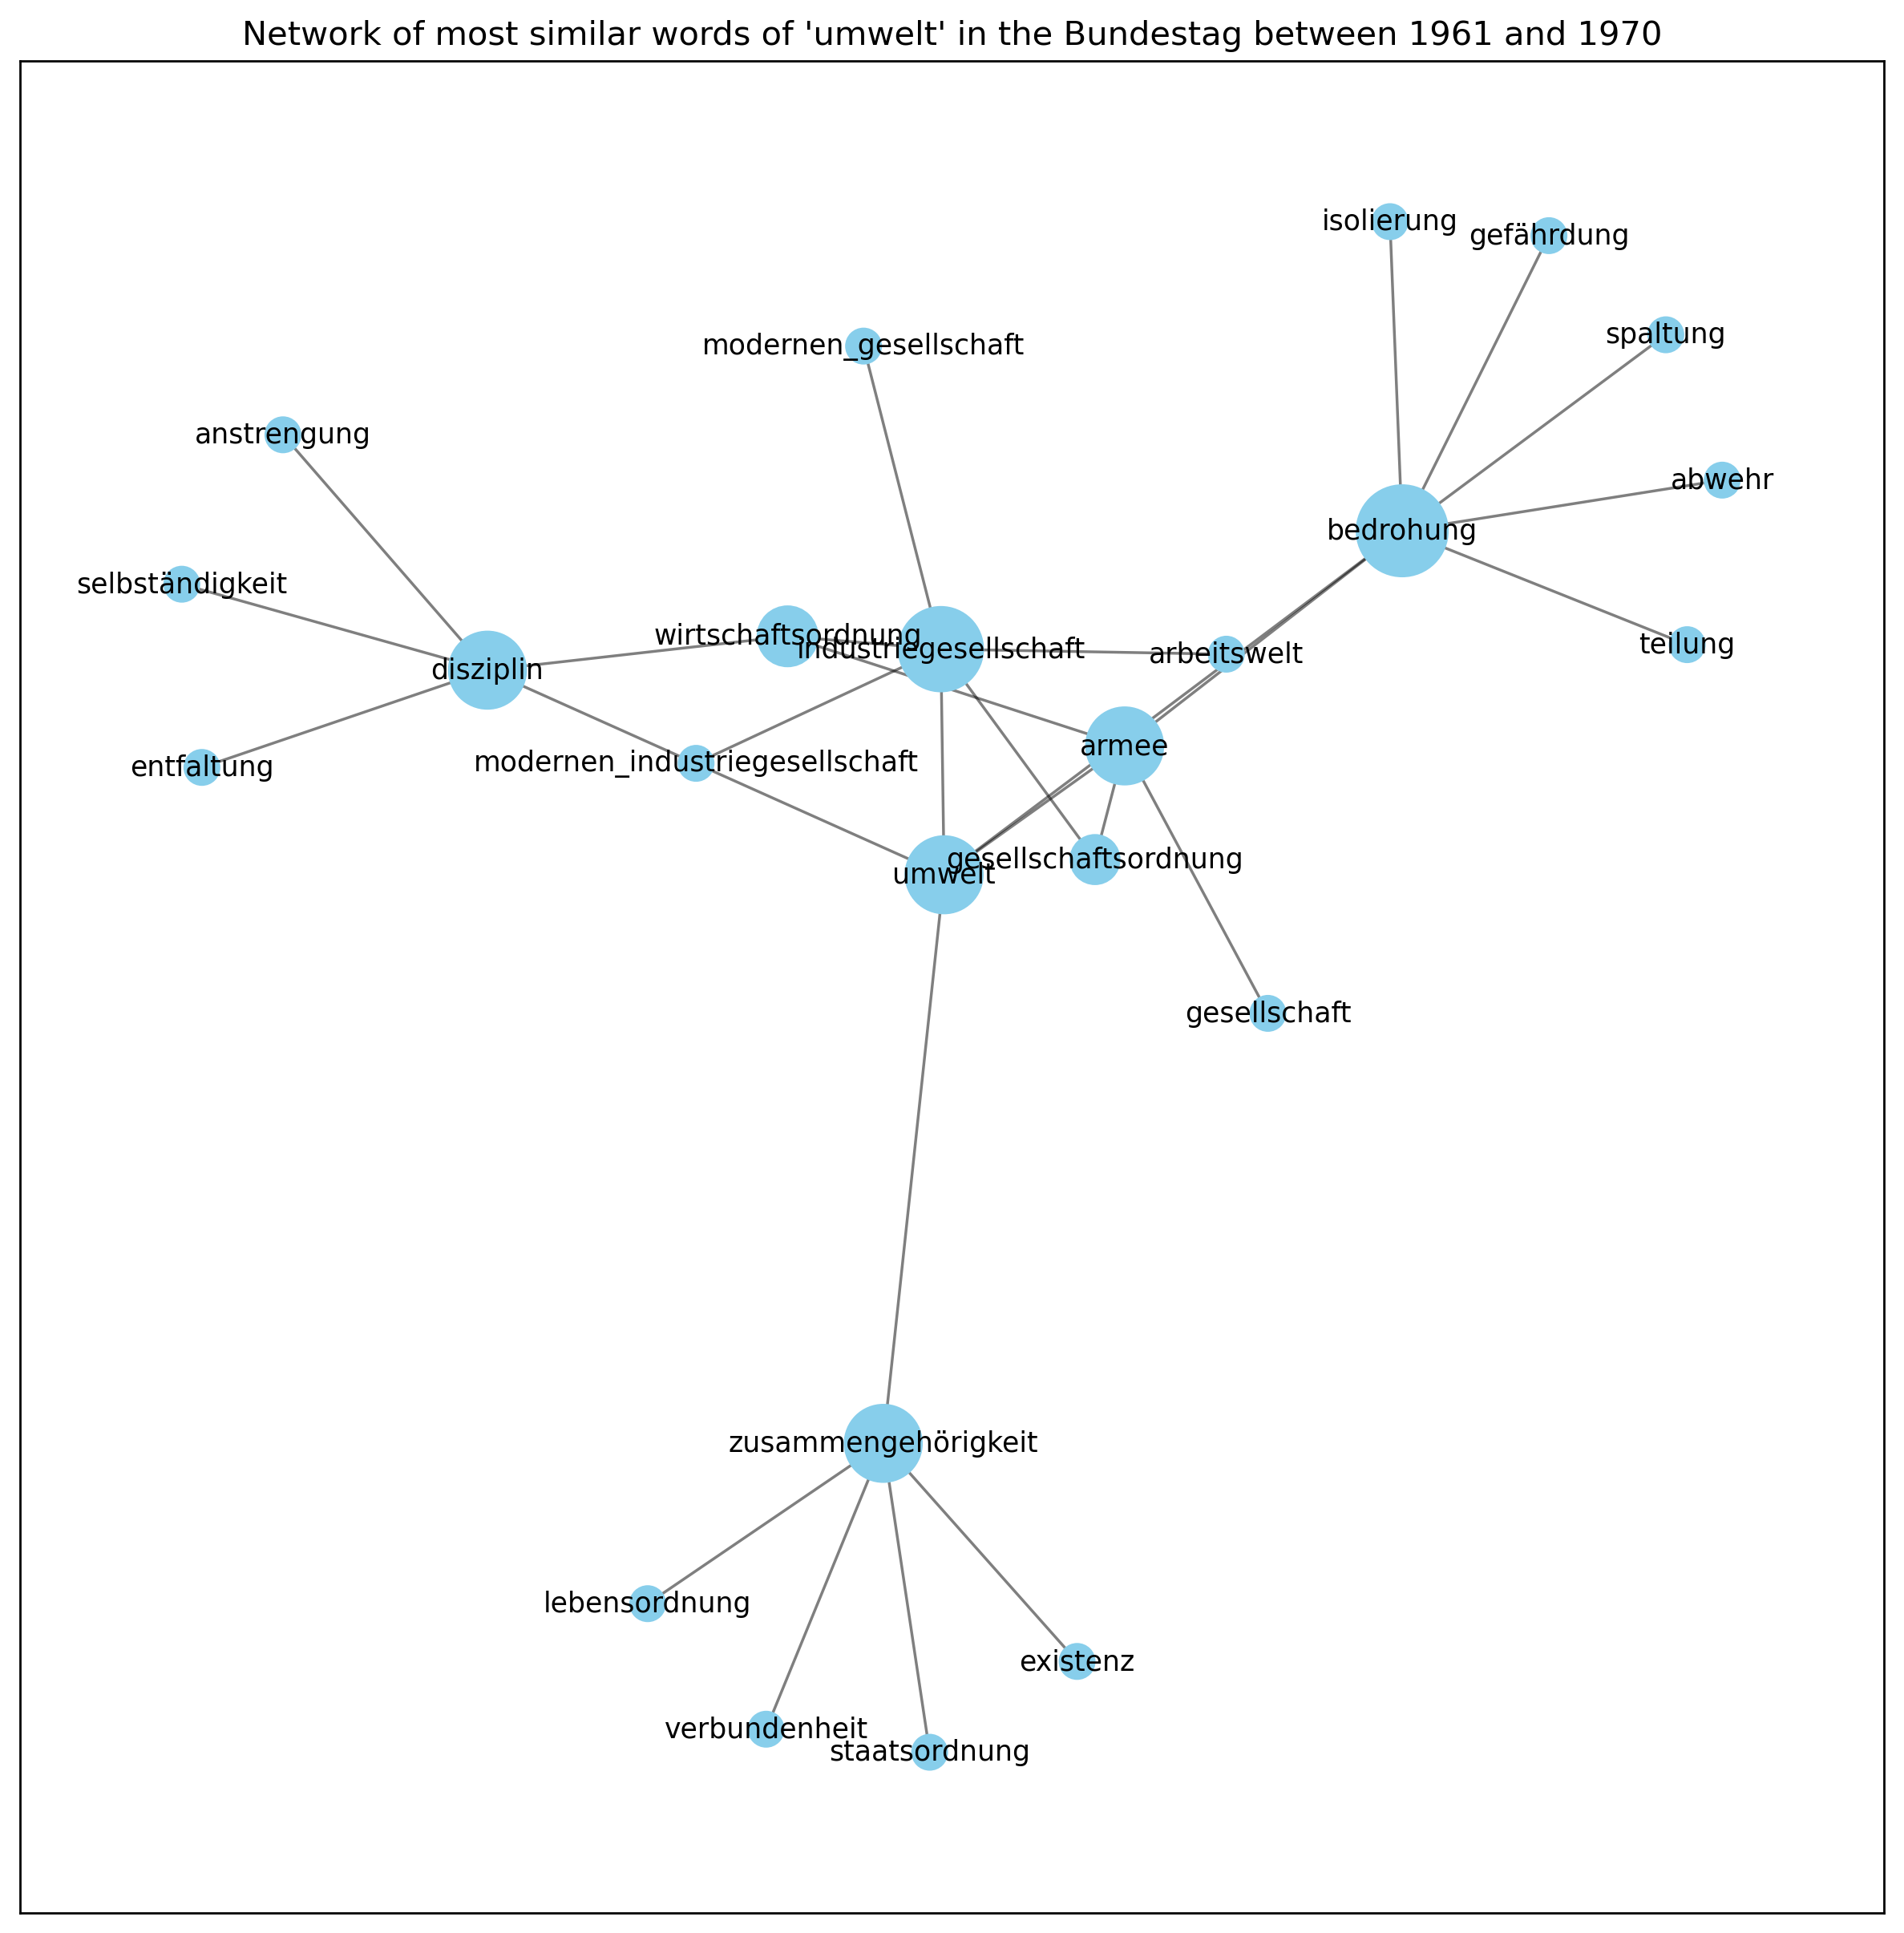 Network of most similar words of 'umwelt' in the Bundestag between 1961 and 1970
isolierung
gefährdung
spaltung
modernen_gesellschaft
anstrengung
abwehr
bedrohung
selbständigkeit
wirtschaftsordnung
teilung
industriegesellschaft
arbeitswelt
disziplin
armee
modernen_industriegesellschaft
entfaltung
gesellschaftsordnung
umwelt
gesellschaft
zusammengehörigkeit
lebensordnung
existenz
verbundenheit
staatsordnung